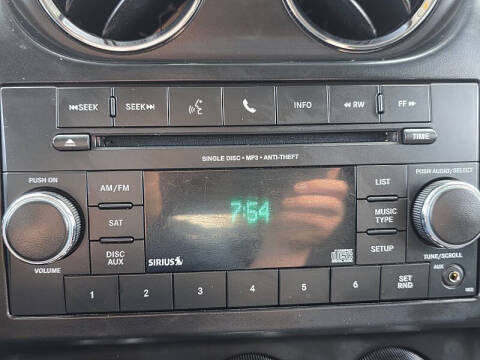 SEEK
SEEK
INFO
RW
FF
TIME
SINGLE DISC • MP3 • ANTI-THEFT
PUSH ON
VOLUME
AM/FM
SAT
DISC
AUX
7:54
SIRIUS
LIST
MUSIC
TYPE
SETUP
PUSH AUDIO/SELECT
TUNE/SCROLL
1
2
3
4
5
6
SET
RND
AUX